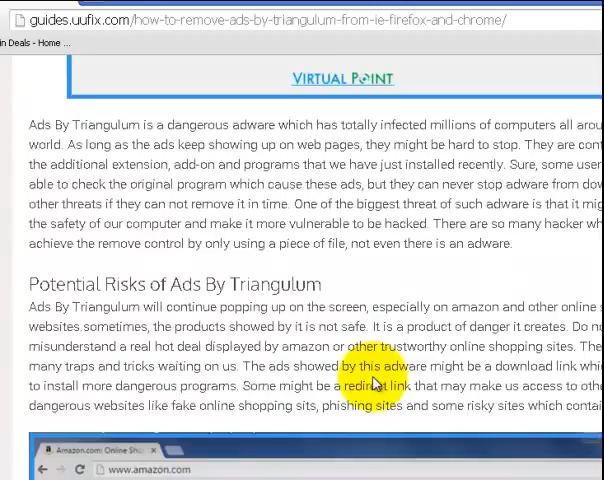 guides.uufix.com/how-to-remove-ads-by-triangulum-from-ie-firefox-and-chrome/
in Deals - Home ...
VIRTUAL POINT
Ads By Triangulum is a dangerous adware which has totally infected millions of computers all arou
world. As long as the ads keep showing up on web pages, they might be hard to stop. They are con
the additional extension, add-on and programs that we have just installed recently. Sure, some user
able to check the original program which cause these ads, but they can never stop adware from dow
other threats if they can not remove it in time. One of the biggest threat of such adware is that it mig
the safety of our computer and make it more vulnerable to be hacked. There are so many hacker wh
achieve the remove control by only using a piece of file, not even there is an adware.
Potential Risks of Ads By Triangulum
Ads By Triangulum will continue popping up on the screen, especially on amazon and other online s
websites.sometimes, the products showed by it is not safe. It is a product of danger it creates. Do no
misunderstand a real hot deal displayed by amazon or other trustworthy online shopping sites. The
many traps and tricks waiting on us. The ads showed by this adware might be a download link whic
to install more dangerous programs. Some might be a redirect link that may make us access to othe
dangerous websites like fake online shopping sits, phishing sites and some risky sites which contai
Amazon.com: Online Sho
www.amazon.com